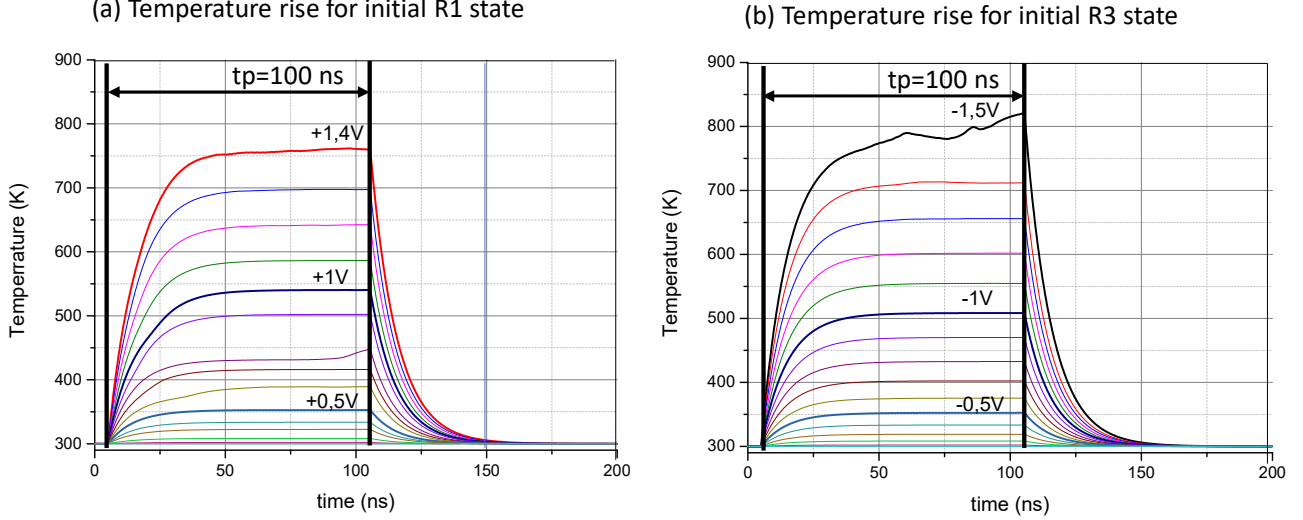 (a) Temperature rise for initial R1 state
900
800
700
600
500
400
300
tp=100 ns
+1,4V
+1V
+0,5V
Temperrature (K)
0
50
100
150
200
time (ns)
(b) Temperature rise for initial R3 state
900
800
700
600
500
400
300
tp=100 ns
-1,5V
-1V
-0,5V
Temperature (K)
0
50
100
150
200
time (ns)